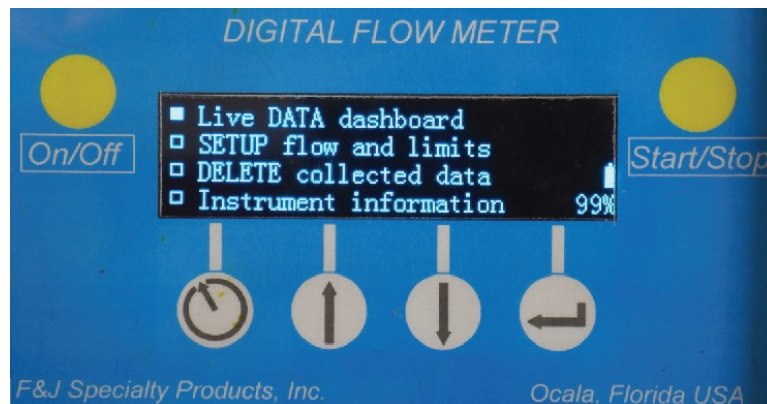 DIGITAL FLOW METER
On/Off
Live DATA dashboard
SETUP flow and limits
DELETE collected data
Instrument information 99%
Start/Stop
F&J Specialty Products, Inc.
Ocala, Florida USA